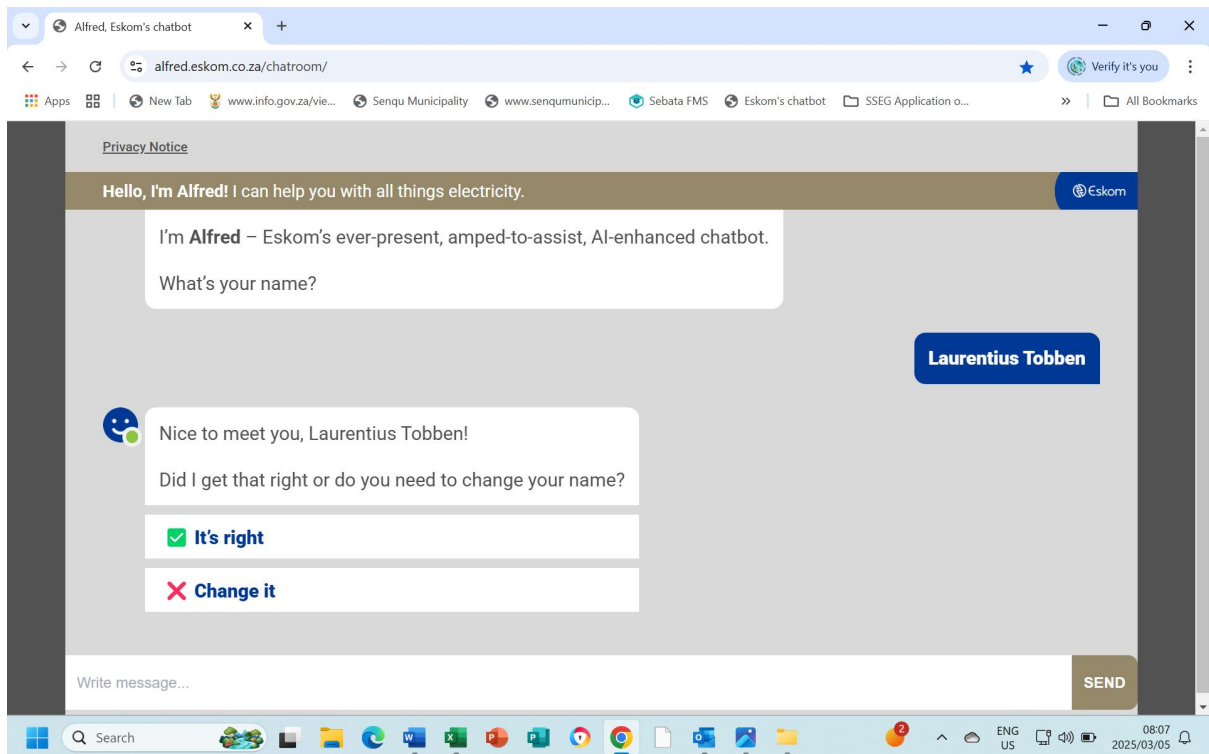 Alfred, Eskom's chatbot
alfred.eskom.co.za/chatroom/
Verify it's you
Apps
New Tab
www.info.gov.za/vie...
Senqu Municipality
www.senqumunicip...
Sebata FMS
Eskom's chatbot
SSEG Application o...
»
All Bookmarks
Privacy Notice
Hello, I'm Alfred! I can help you with all things electricity.
Eskom
I'm Alfred – Eskom's ever-present, amped-to-assist, AI-enhanced chatbot.
What's your name?
Laurentius Tobben
Nice to meet you, Laurentius Tobben!
Did I get that right or do you need to change your name?
It's right
Change it
Write message...
SEND
Search
2
ENG
US
08:07
2025/03/05